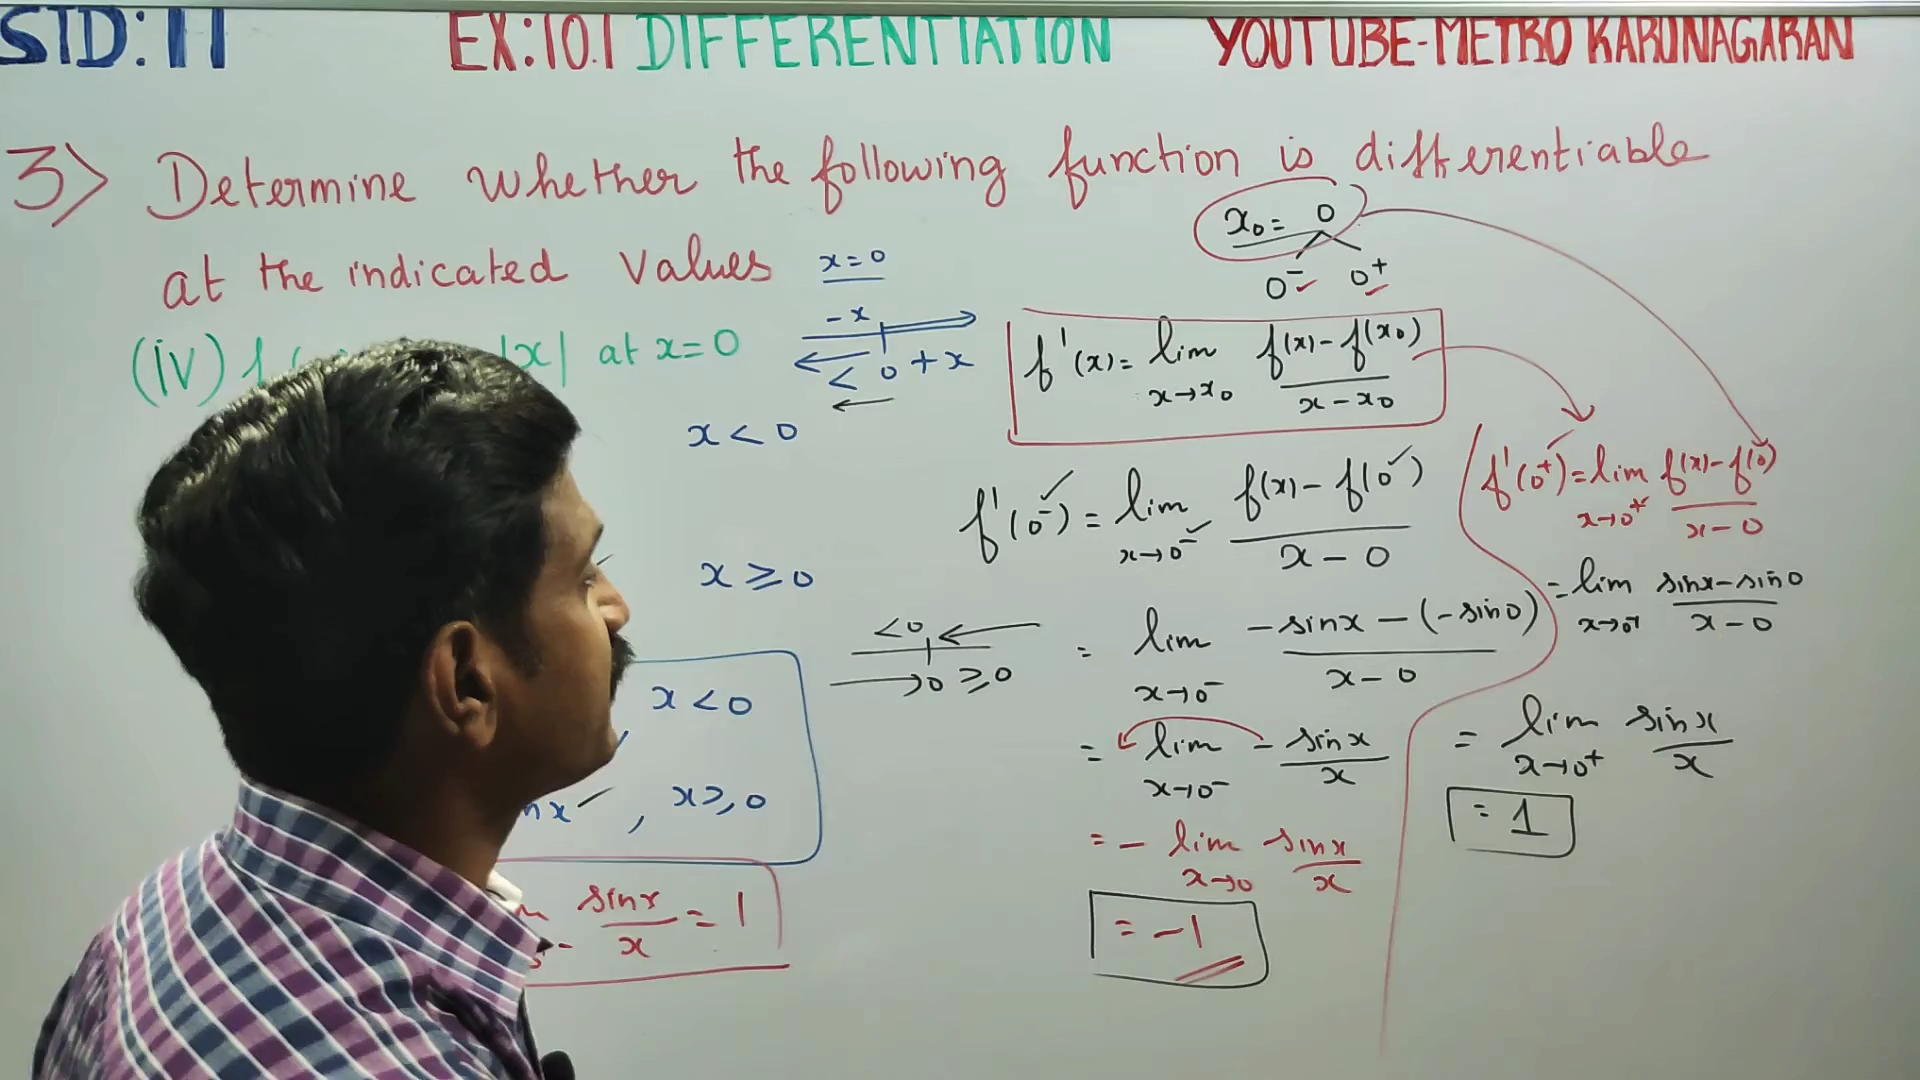 STD: 11 EX:10.1 DIFFERENTIATION YOUTUBE-METRO KARUNAGARAN
3) Determine whether the following function is differentiable
at the indicated values x=0
x₀= 0
0⁻ 0⁺
(iv) f |x| at x=0
-x
< 0 +x
x<0
f'(x)= lim x→x₀ f(x)-f(x₀) / x-x₀
f'(0⁻) = lim x→0⁻ f(x)-f(0) / x-0
f'(0⁺)=lim x→0⁺ f(x)-f(0) / x-0
x≥0
<0
0 ≥0
= lim x→0⁻ -sinx-(-sin0) / x-0
=lim x→0⁺ sinx-sin0 / x-0
x<0
, x≥0
= lim x→0⁻ - sinx / x
= lim x→0⁺ sinx / x
= 1
= - lim x→0 sinx / x
= -1
sinx / x = 1